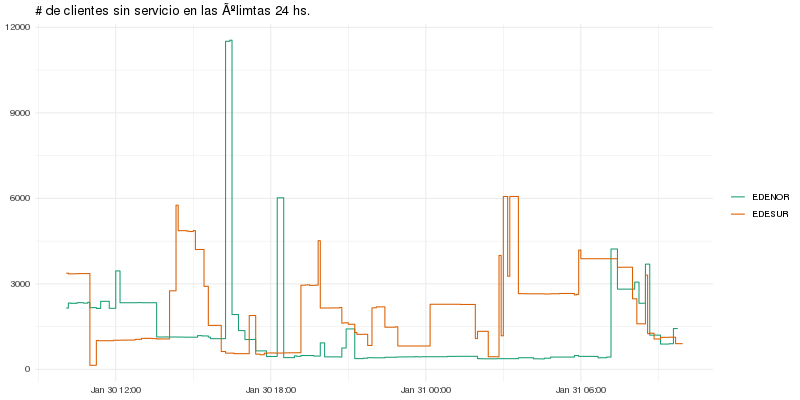 # de clientes sin servicio en las Ãºlimtas 24 hs.
12000
9000
6000
3000
0
Jan 30 12:00 Jan 30 18:00 Jan 31 00:00 Jan 31 06:00
EDENOR
EDESUR